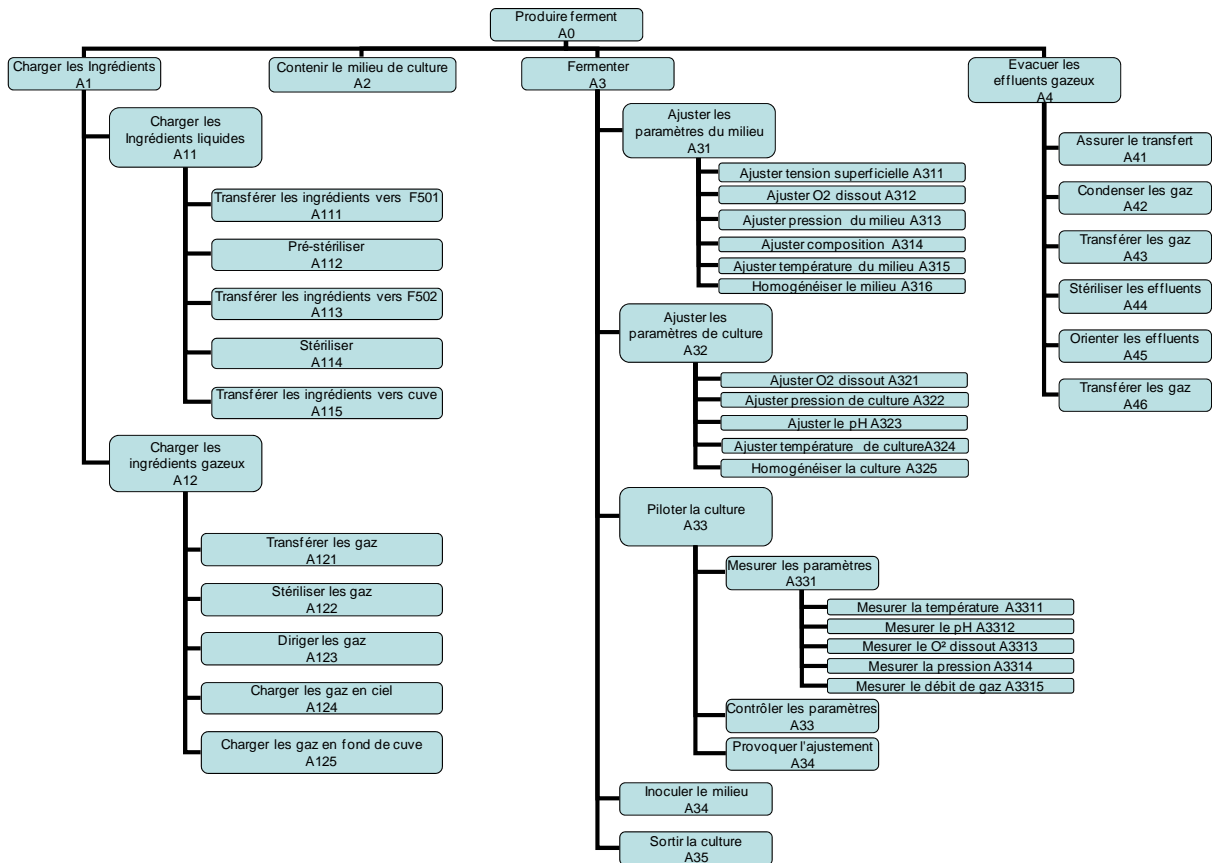 Produire ferment
A0
Charger les Ingrédients
A1
Contenir le milieu de culture
A2
Fermenter
A3
Evacuer les
effluents gazeux
A4
Charger les
Ingrédients liquides
A11
Transférer les ingrédients vers F501
A111
Pré-stériliser
A112
Transférer les ingrédients vers F502
A113
Stériliser
A114
Transférer les ingrédients vers cuve
A115
Charger les
ingrédients gazeux
A12
Transférer les gaz
A121
Stériliser les gaz
A122
Diriger les gaz
A123
Charger les gaz en ciel
A124
Charger les gaz en fond de cuve
A125
Ajuster les
paramètres du milieu
A31
Ajuster tension superficielle A311
Ajuster O2 dissout A312
Ajuster pression du milieu A313
Ajuster composition A314
Ajuster température du milieu A315
Homogénéiser le milieu A316
Ajuster les
paramètres de culture
A32
Ajuster O2 dissout A321
Ajuster pression de culture A322
Ajuster le pH A323
Ajuster température de cultureA324
Homogénéiser la culture A325
Piloter la culture
A33
Mesurer les paramètres
A331
Mesurer la température A3311
Mesurer le pH A3312
Mesurer le O² dissout A3313
Mesurer la pression A3314
Mesurer le débit de gaz A3315
Contrôler les paramètres
A33
Provoquer l'ajustement
A34
Inoculer le milieu
A34
Sortir la culture
A35
Assurer le transfert
A41
Condenser les gaz
A42
Transférer les gaz
A43
Stériliser les effluents
A44
Orienter les effluents
A45
Transférer les gaz
A46